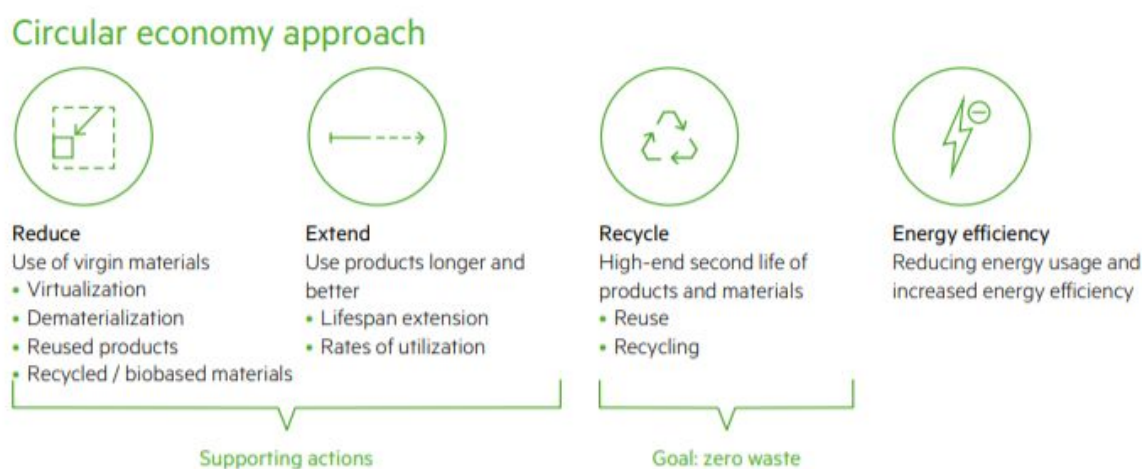 Circular economy approach
Reduce
Use of virgin materials
• Virtualization
• Dematerialization
• Reused products
• Recycled / biobased materials
Extend
Use products longer and
better
• Lifespan extension
• Rates of utilization
Supporting actions
Recycle
High-end second life of
products and materials
• Reuse
• Recycling
Goal: zero waste
Energy efficiency
Reducing energy usage and
increased energy efficiency